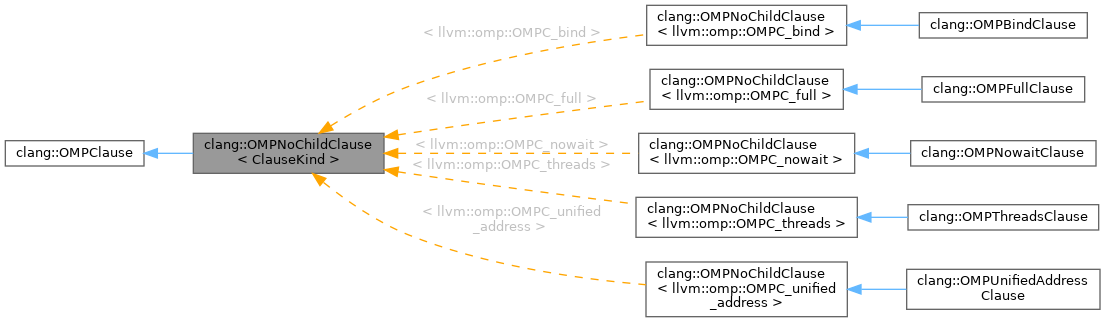 clang::OMPClause
clang::OMPNoChildClause
< ClauseKind >
< llvm::omp::OMPC_bind >
< llvm::omp::OMPC_full >
< llvm::omp::OMPC_nowait >
< llvm::omp::OMPC_threads >
< llvm::omp::OMPC_unified
_address >
clang::OMPNoChildClause
< llvm::omp::OMPC_bind >
clang::OMPBindClause
clang::OMPNoChildClause
< llvm::omp::OMPC_full >
clang::OMPFullClause
clang::OMPNoChildClause
< llvm::omp::OMPC_nowait >
clang::OMPNowaitClause
clang::OMPNoChildClause
< llvm::omp::OMPC_threads >
clang::OMPThreadsClause
clang::OMPNoChildClause
< llvm::omp::OMPC_unified
_address >
clang::OMPUnifiedAddress
Clause